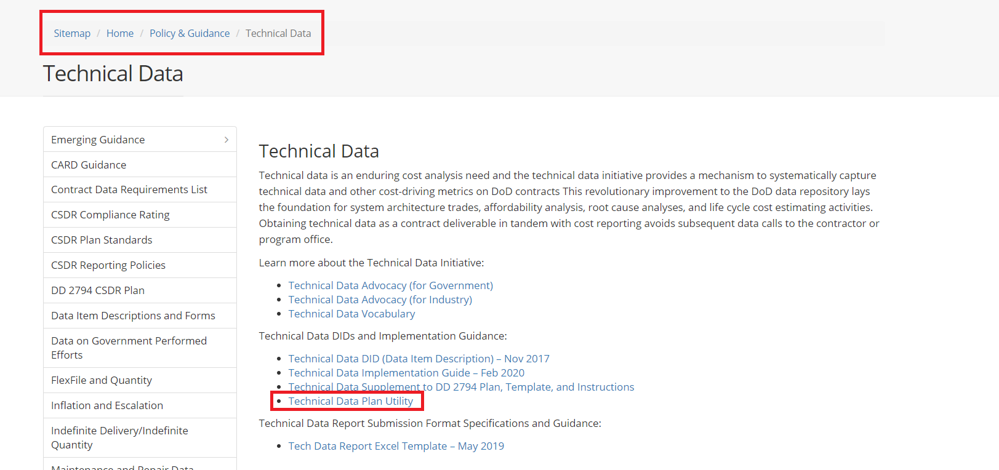 Sitemap / Home / Policy & Guidance / Technical Data
Technical Data
Emerging Guidance
CARD Guidance
Contract Data Requirements List
CSDR Compliance Rating
CSDR Plan Standards
CSDR Reporting Policies
DD 2794 CSDR Plan
Data Item Descriptions and Forms
Data on Government Performed
Efforts
FlexFile and Quantity
Inflation and Escalation
Indefinite Delivery/Indefinite
Quantity
Maintenance and Repair Data
Technical Data
Technical data is an enduring cost analysis need and the technical data initiative provides a mechanism to systematically capture
technical data and other cost-driving metrics on DoD contracts This revolutionary improvement to the DoD data repository lays
the foundation for system architecture trades, affordability analysis, root cause analyses, and life cycle cost estimating activities.
Obtaining technical data as a contract deliverable in tandem with cost reporting avoids subsequent data calls to the contractor or
program office.
Learn more about the Technical Data Initiative:
Technical Data Advocacy (for Government)
Technical Data Advocacy (for Industry)
Technical Data Vocabulary
Technical Data DIDs and Implementation Guidance:
Technical Data DID (Data Item Description) – Nov 2017
Technical Data Implementation Guide – Feb 2020
Technical Data Supplement to DD 2794 Plan, Template, and Instructions
Technical Data Plan Utility
Technical Data Report Submission Format Specifications and Guidance:
Tech Data Report Excel Template – May 2019